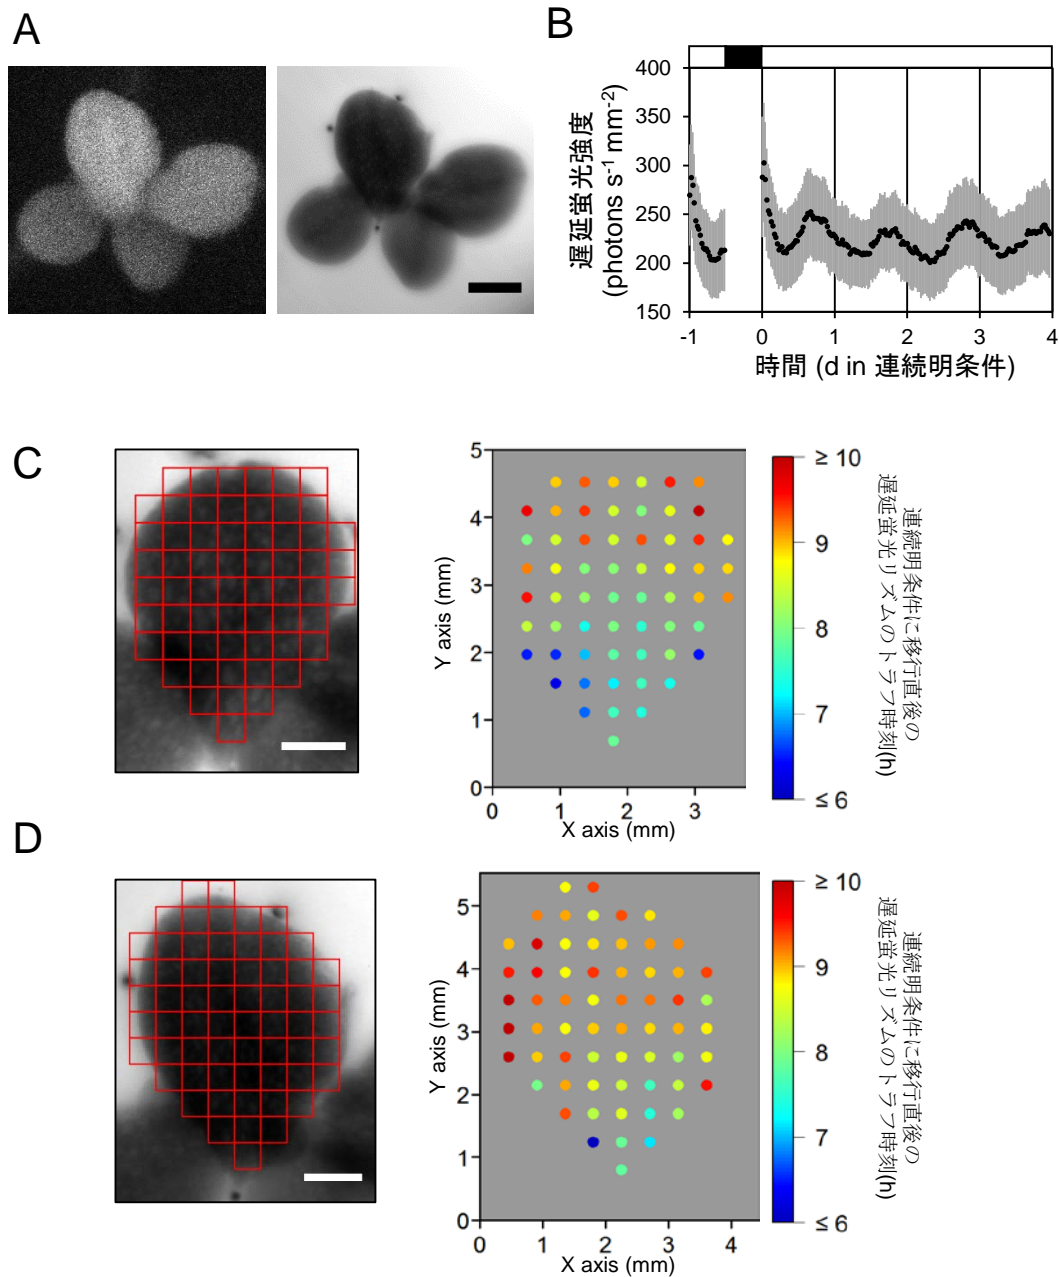 A
B
400
350
300
250
200
150
遅延蛍光強度
(photons s-1 mm-2)
-1 0 1 2 3 4
時間 (d in 連続明条件)
C
5
4
3
2
1
0
Y axis (mm)
0 1 2 3
X axis (mm)
≥ 10
9
8
7
≤ 6
連続明条件に移行直後の
遅延蛍光リズムのトラフ時刻(h)
D
5
4
3
2
1
0
Y axis (mm)
0 1 2 3 4
X axis (mm)
≥ 10
9
8
7
≤ 6
連続明条件に移行直後の
遅延蛍光リズムのトラフ時刻(h)